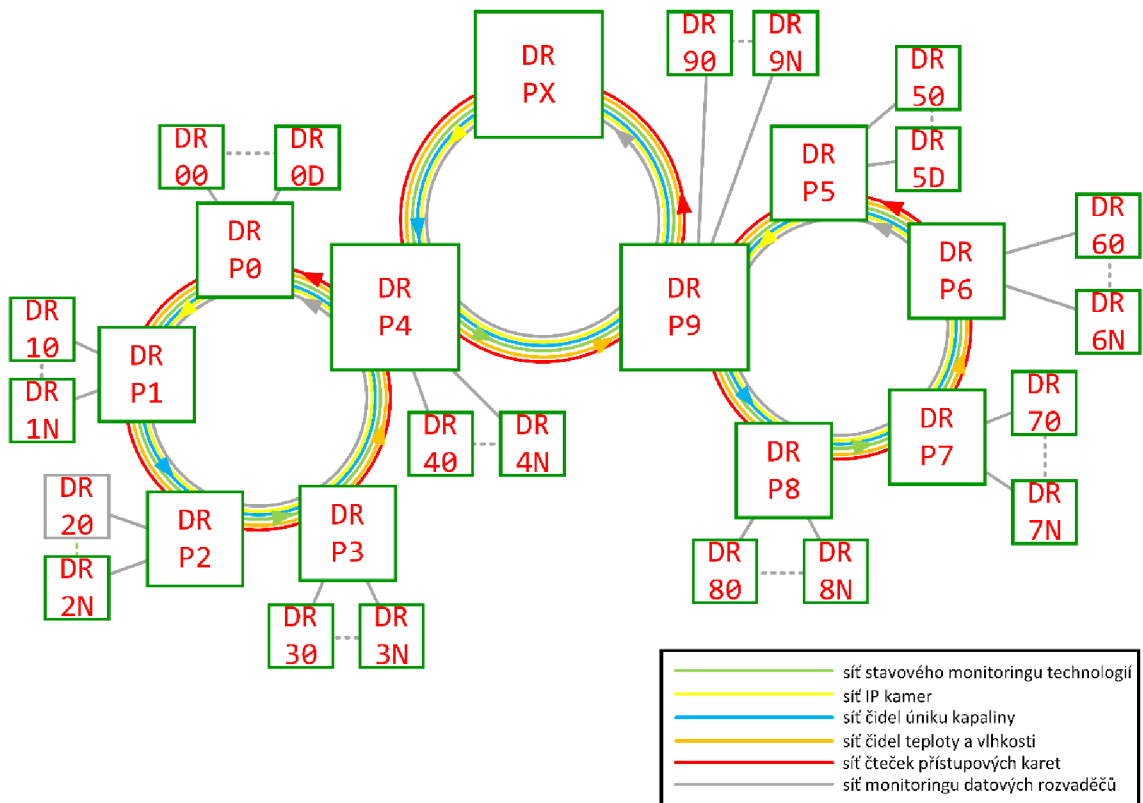 DR
PX
DR
90
DR
9N
DR
50
DR
5D
DR
P5
DR
00
DR
0D
DR
P0
DR
P4
DR
P9
DR
P6
DR
60
DR
6N
DR
10
DR
1N
DR
P1
DR
40
DR
4N
DR
P7
DR
70
DR
7N
DR
P8
DR
20
DR
2N
DR
P2
DR
P3
DR
80
DR
8N
DR
30
DR
3N
síť stavového monitoringu technologií
síť IP kamer
síť čidel úniku kapaliny
síť čidel teploty a vlhkosti
síť čteček přístupových karet
síť monitoringu datových rozvaděčů